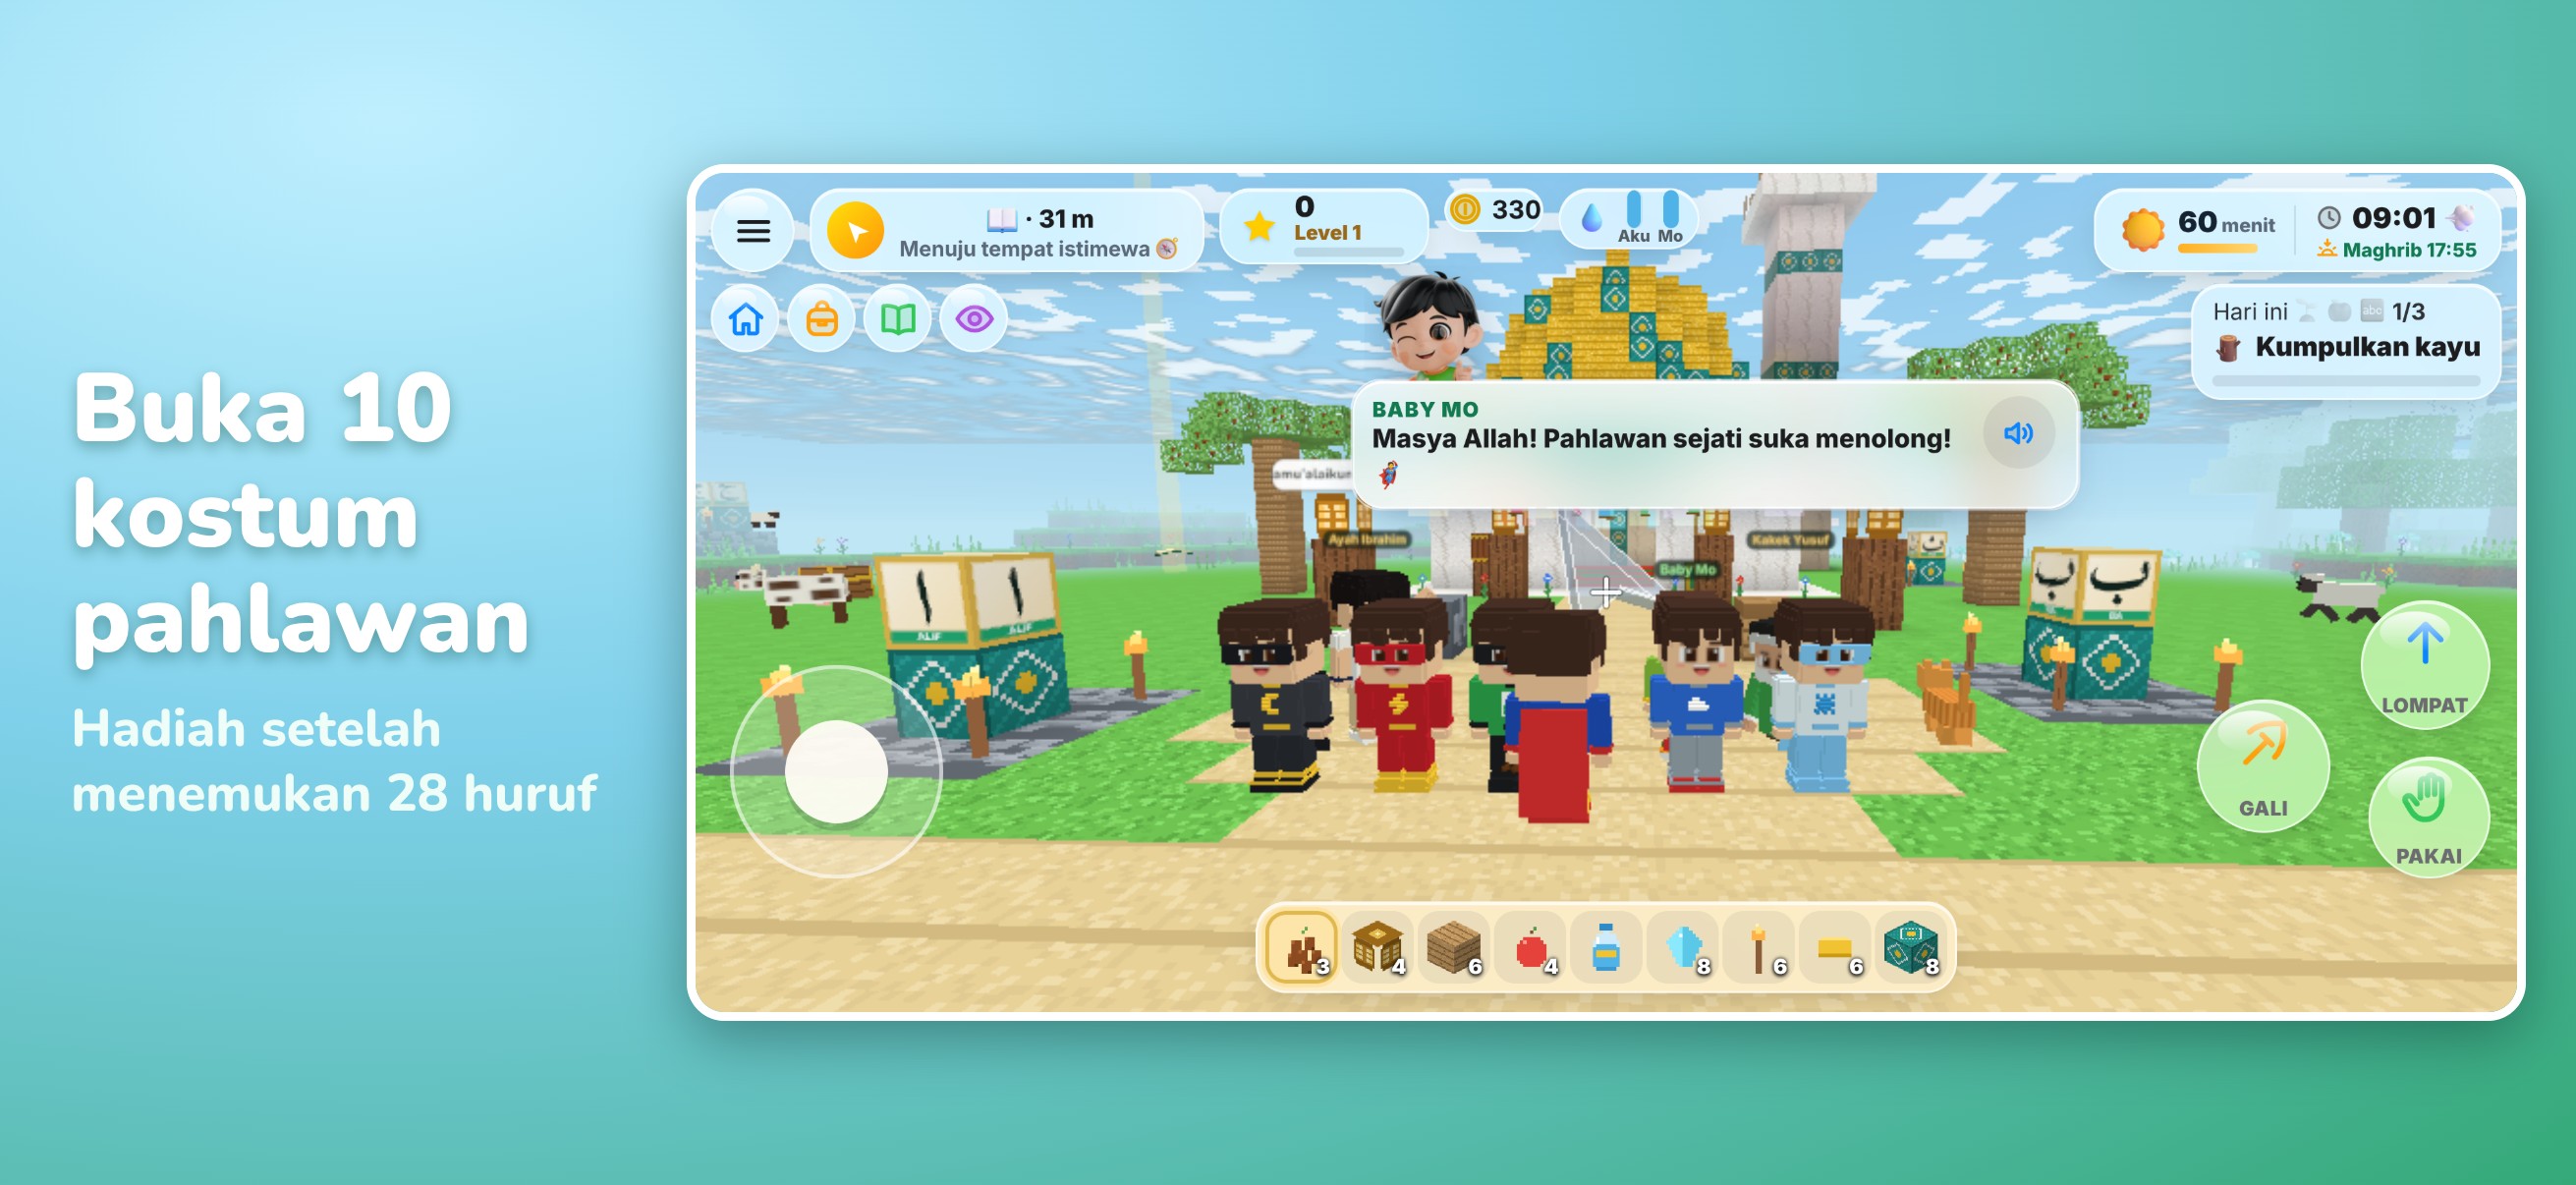 Buka 10
kostum
pahlawan
Hadiah setelah
menemukan 28 huruf
📖 · 31 m
Menuju tempat istimewa
0
Level 1
330
Aku Mo
60 menit
09:01
Maghrib 17:55
Hari ini 1/3
Kumpulkan kayu
BABY MO
Masya Allah! Pahlawan sejati suka menolong!
amu'alaikum
Ayah Ibrahim
Baby Mo
Kakek Yusuf
ا ا
ALIF ALIF
ب ب
BA
LOMPAT
GALI
PAKAI
3 4 6 4 8 6 6 8